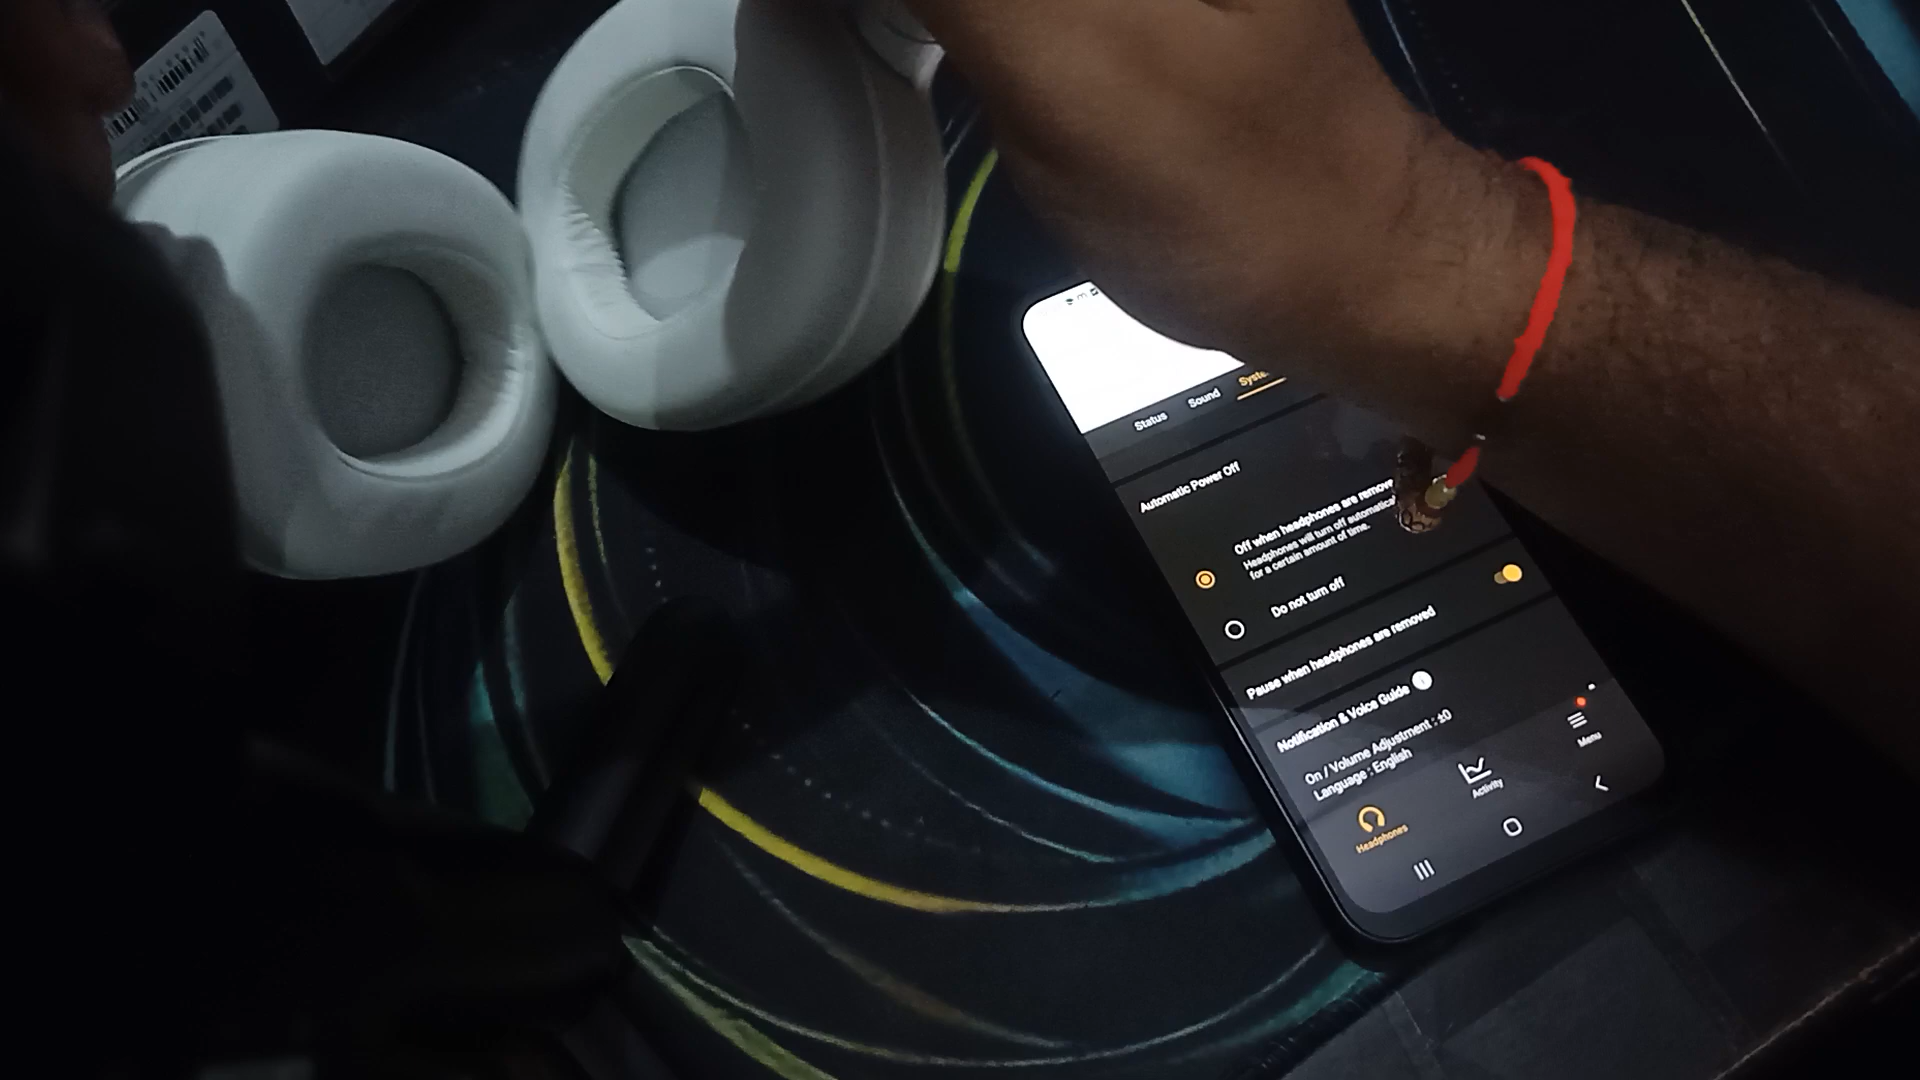 Status Sound
Automatic Power Off
Off when headphones are
Headphones will turn off
for a certain amount of time.
Do not turn off
Pause when headphones are removed
Notification & Voice Guide i
On / Volume Adjustment : ±0
Language : English
Headphones Activity Menu